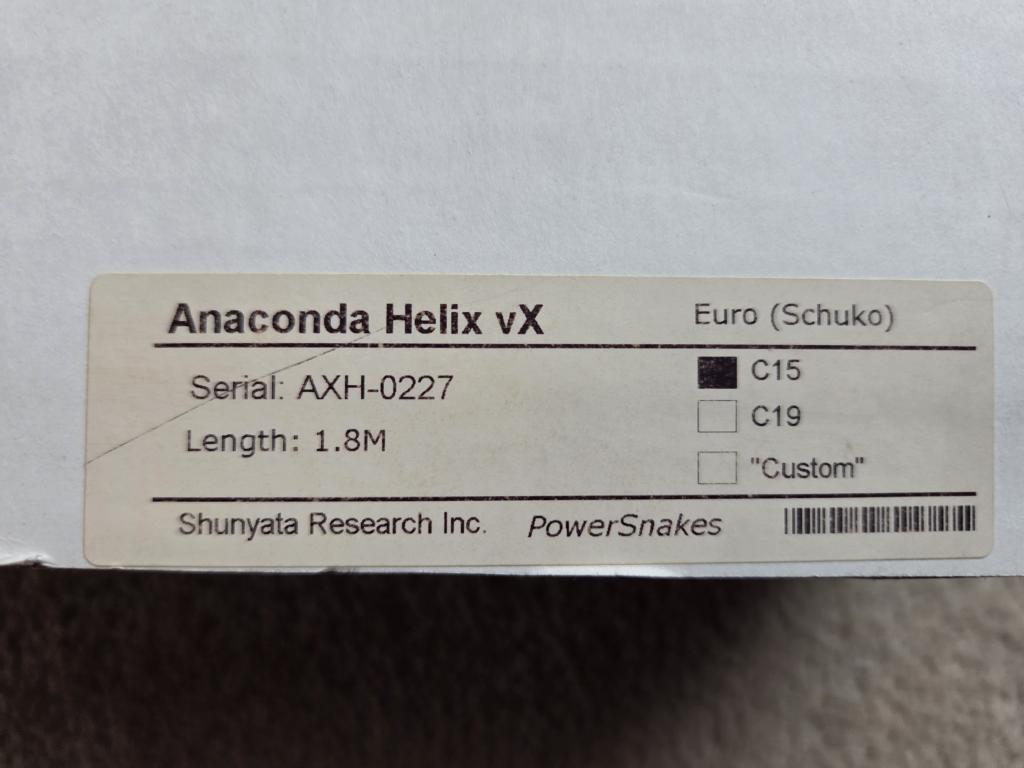 Anaconda Helix vX
Euro (Schuko)
Serial: AXH-0227
Length: 1.8M
C15
C19
"Custom"
Shunyata Research Inc. PowerSnakes